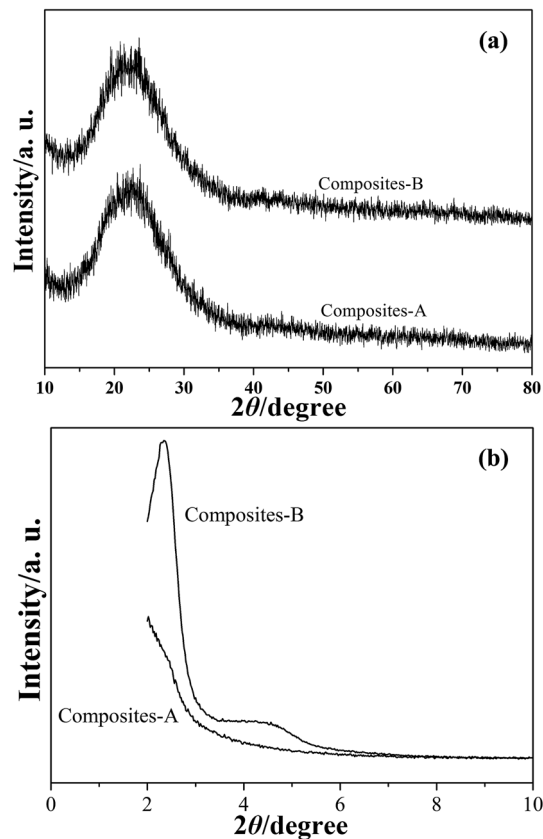 (a)
Intensity/a. u.
Composites-B
Composites-A
10 20 30 40 50 60 70 80
2θ/degree
(b)
Intensity/a. u.
Composites-B
Composites-A
0 2 4 6 8 10
2θ/degree